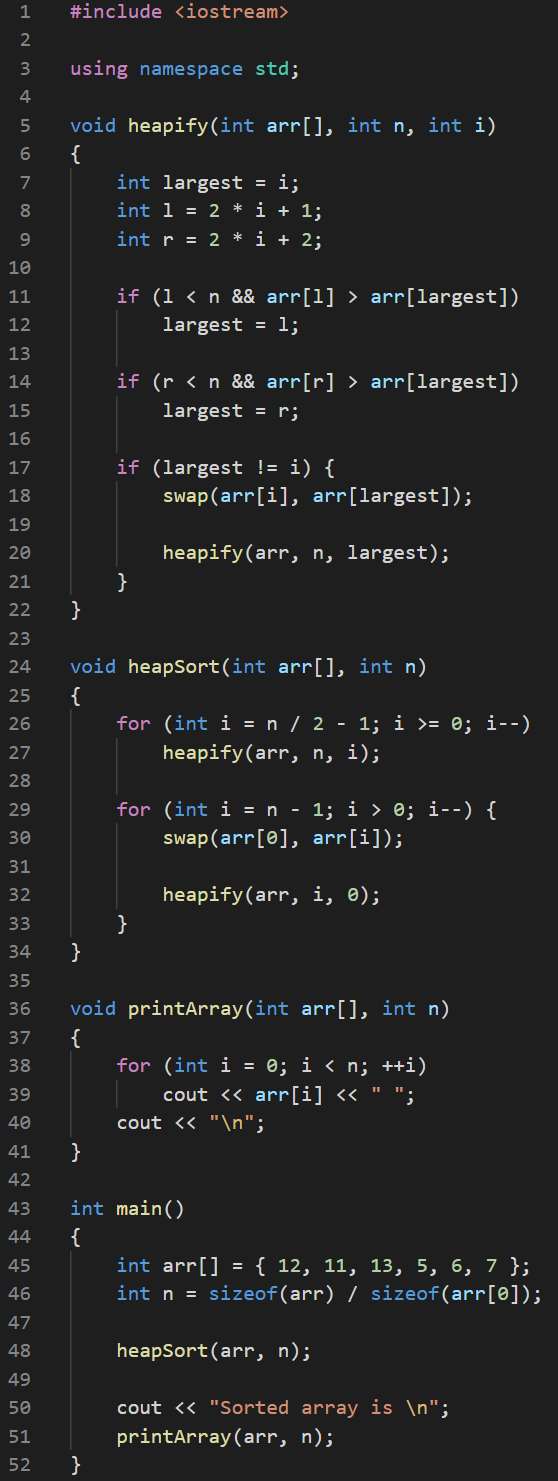 1 #include <iostream>
2
3 using namespace std;
4
5 void heapify(int arr[], int n, int i)
6 {
7     int largest = i;
8     int l = 2 * i + 1;
9     int r = 2 * i + 2;
10
11     if (l < n && arr[l] > arr[largest])
12         largest = l;
13
14     if (r < n && arr[r] > arr[largest])
15         largest = r;
16
17     if (largest != i) {
18         swap(arr[i], arr[largest]);
19
20         heapify(arr, n, largest);
21     }
22 }
23
24 void heapSort(int arr[], int n)
25 {
26     for (int i = n / 2 - 1; i >= 0; i--)
27         heapify(arr, n, i);
28
29     for (int i = n - 1; i > 0; i--) {
30         swap(arr[0], arr[i]);
31
32         heapify(arr, i, 0);
33     }
34 }
35
36 void printArray(int arr[], int n)
37 {
38     for (int i = 0; i < n; ++i)
39         cout << arr[i] << " ";
40     cout << "\n";
41 }
42
43 int main()
44 {
45     int arr[] = { 12, 11, 13, 5, 6, 7 };
46     int n = sizeof(arr) / sizeof(arr[0]);
47
48     heapSort(arr, n);
49
50     cout << "Sorted array is \n";
51     printArray(arr, n);
52 }